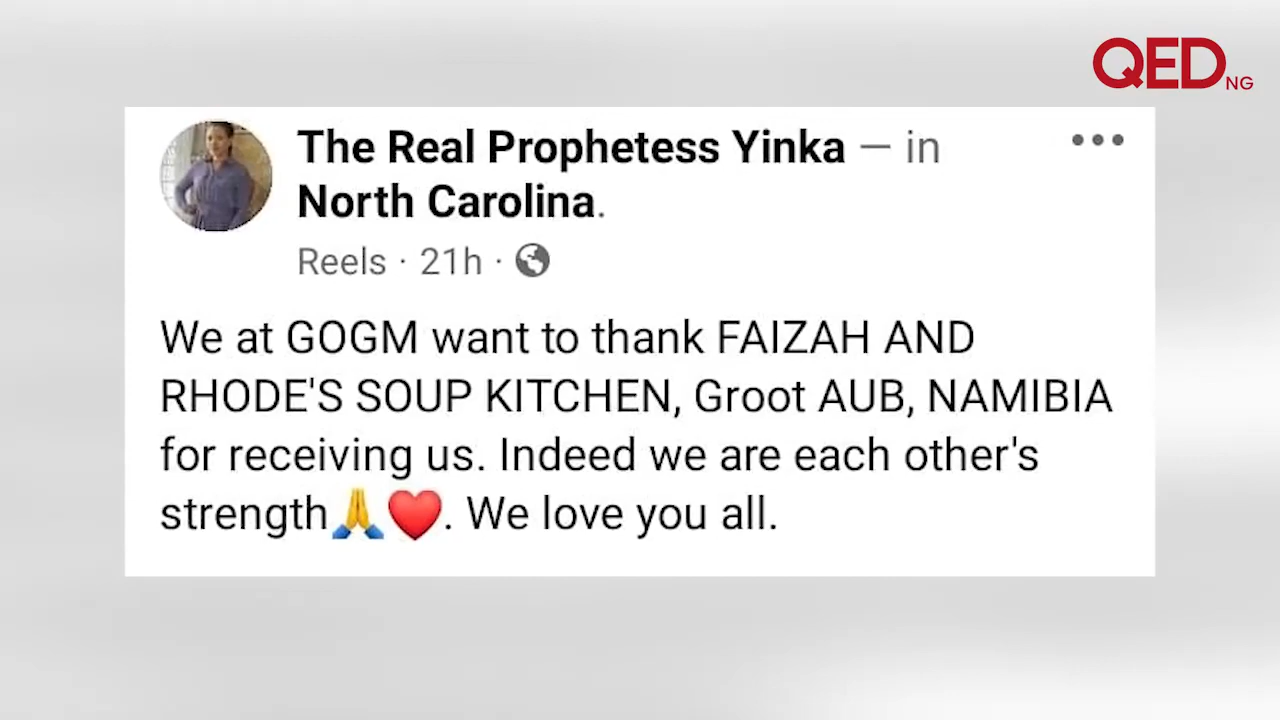 QED NG
The Real Prophetess Yinka — in
North Carolina.
Reels · 21h ·
We at GOGM want to thank FAIZAH AND
RHODE'S SOUP KITCHEN, Groot AUB, NAMIBIA
for receiving us. Indeed we are each other's
strength🙏❤️. We love you all.